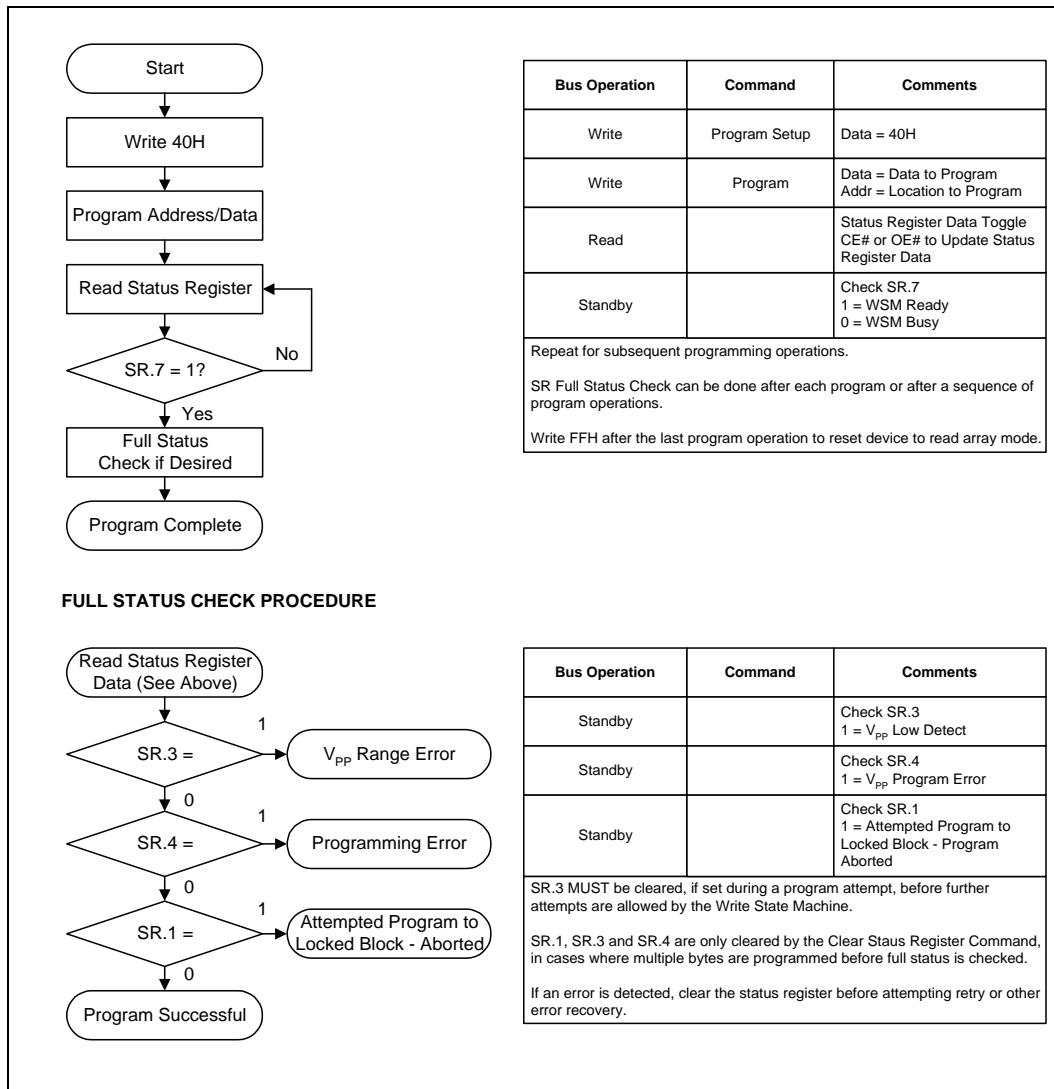 Start
Write 40H
Program Address/Data
Read Status Register
No
SR.7 = 1?
Yes
Full Status
Check if Desired
Program Complete
Bus Operation Command Comments
Write Program Setup Data = 40H
Write Program Data = Data to Program
Addr = Location to Program
Read Status Register Data Toggle
CE# or OE# to Update Status
Register Data
Standby Check SR.7
1 = WSM Ready
0 = WSM Busy
Repeat for subsequent programming operations.
SR Full Status Check can be done after each program or after a sequence of
program operations.
Write FFH after the last program operation to reset device to read array mode.
FULL STATUS CHECK PROCEDURE
Read Status Register
Data (See Above)
1
SR.3 = VPP Range Error
0
1
SR.4 = Programming Error
0
1
SR.1 = Attempted Program to
Locked Block - Aborted
0
Program Successful
Bus Operation Command Comments
Standby Check SR.3
1 = VPP Low Detect
Standby Check SR.4
1 = VPP Program Error
Standby Check SR.1
1 = Attempted Program to
Locked Block - Program
Aborted
SR.3 MUST be cleared, if set during a program attempt, before further
attempts are allowed by the Write State Machine.
SR.1, SR.3 and SR.4 are only cleared by the Clear Staus Register Command,
in cases where multiple bytes are programmed before full status is checked.
If an error is detected, clear the status register before attempting retry or other
error recovery.